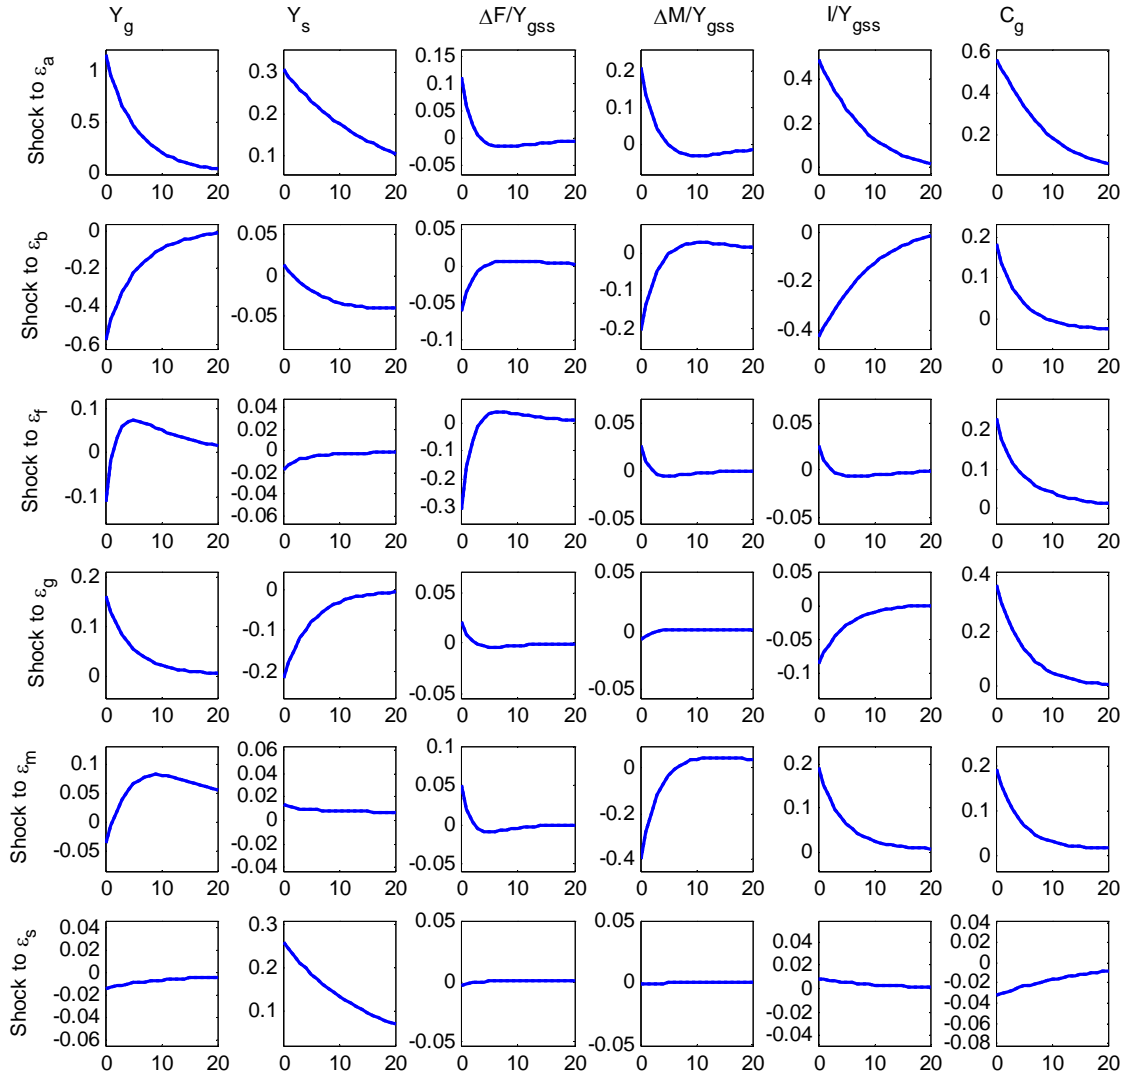 Y_g Y_s ΔF/Y_gss ΔM/Y_gss I/Y_gss C_g
Shock to ε_a
1 0.5 0 0 10 20
0.3 0.2 0.1 0 10 20
0.15 0.1 0.05 0 -0.05 0 10 20
0.2 0.1 0 0 10 20
0.4 0.2 0 0 10 20
0.6 0.4 0.2 0 10 20
Shock to ε_b
0 -0.2 -0.4 -0.6 0 10 20
0.05 0 -0.05 0 10 20
0.05 0 -0.05 -0.1 0 10 20
0 -0.1 -0.2 0 10 20
0 -0.2 -0.4 0 10 20
0.2 0.1 0 0 10 20
Shock to ε_f
0.1 0 -0.1 0 10 20
0.04 0.02 0 -0.02 -0.04 -0.06 0 10 20
0 -0.1 -0.2 -0.3 0 10 20
0.05 0 -0.05 0 10 20
0.05 0 -0.05 0 10 20
0.2 0.1 0 0 10 20
Shock to ε_g
0.2 0.1 0 0 10 20
0 -0.1 -0.2 0 10 20
0.05 0 -0.05 0 10 20
0.05 0 -0.05 0 10 20
0.05 0 -0.05 -0.1 0 10 20
0.4 0.2 0 0 10 20
Shock to ε_m
0.1 0.05 0 -0.05 0 10 20
0.06 0.04 0.02 0 -0.02 -0.04 0 10 20
0.1 0.05 0 -0.05 0 10 20
0 -0.2 -0.4 0 10 20
0.2 0.1 0 0 10 20
0.2 0.1 0 0 10 20
Shock to ε_s
0.04 0.02 0 -0.02 -0.04 -0.06 0 10 20
0.3 0.2 0.1 0 10 20
0.05 0 -0.05 0 10 20
0.05 0 -0.05 0 10 20
0.04 0.02 0 -0.02 -0.04 0 10 20
0.04 0.02 0 -0.02 -0.04 -0.06 -0.08 0 10 20